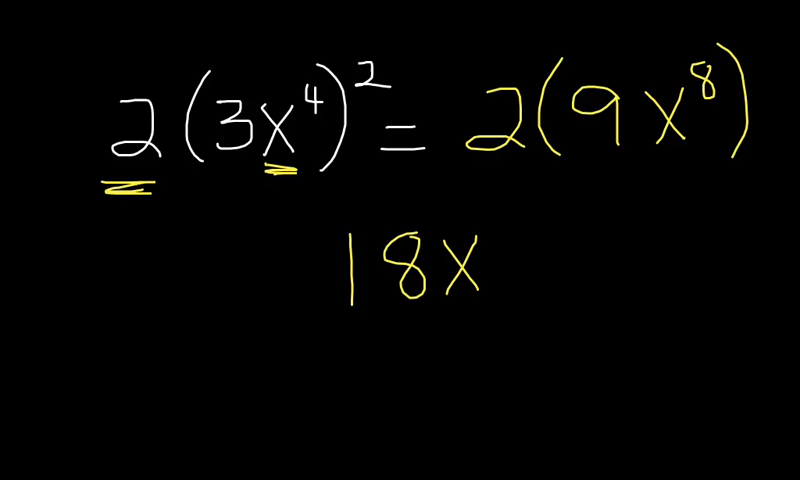 2(3x⁴)² = 2(9x⁸)
18x